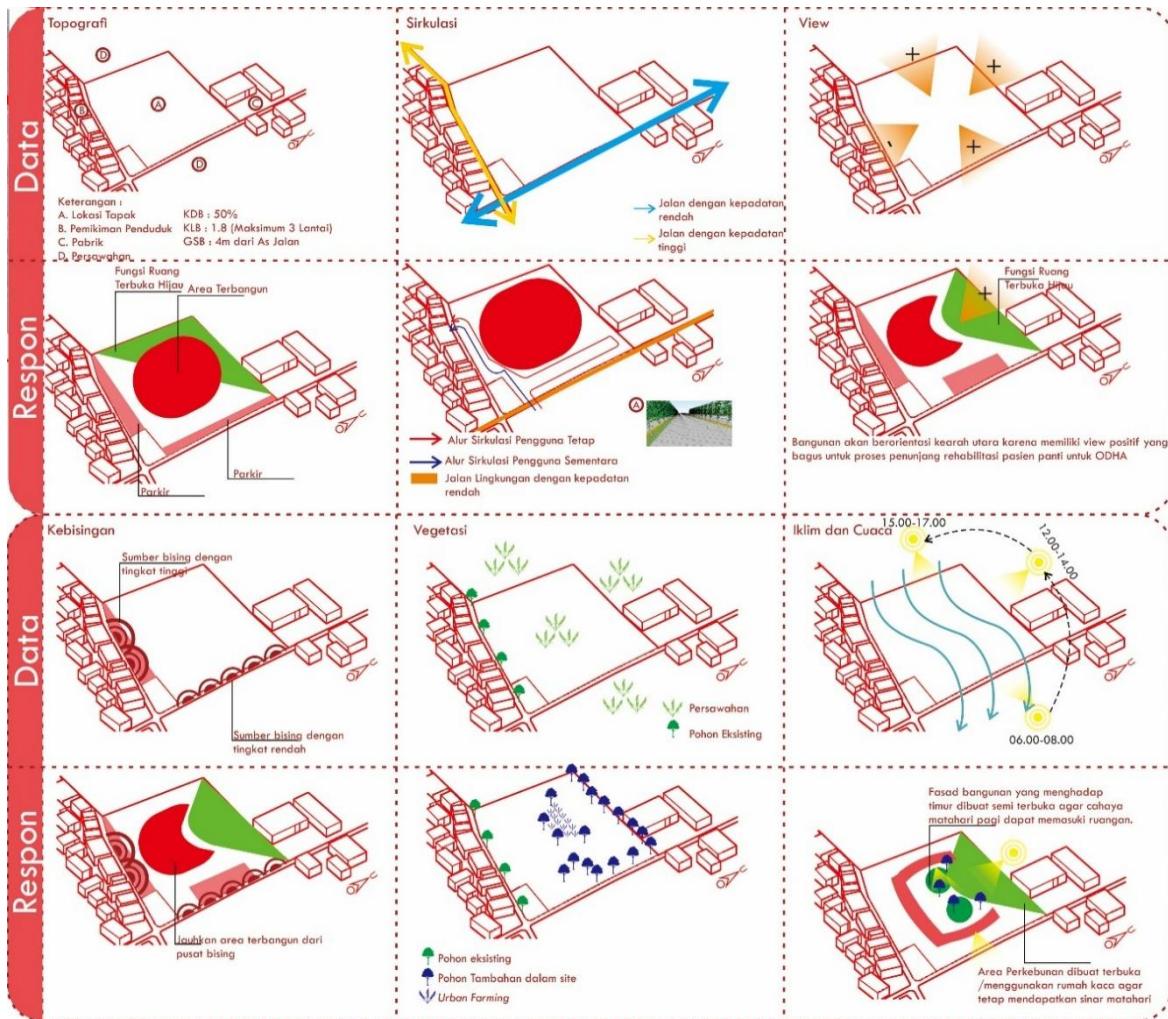 Data
Topografi
D
A
B
C
D
Keterangan :
A. Lokasi Tapak
B. Pemikiman Penduduk
C. Pabrik
D. Persawahan
KDB : 50%
KLB : 1.8 (Maksimum 3 Lantai)
GSB : 4m dari As Jalan
Sirkulasi
Jalan dengan kepadatan
rendah
Jalan dengan kepadatan
tinggi
View
+
+
-
+
Respon
Fungsi Ruang
Terbuka Hijau
Area Terbangun
Parkir
Parkir
A
Alur Sirkulasi Pengguna Tetap
Alur Sirkulasi Pengguna Sementara
Jalan Lingkungan dengan kepadatan
rendah
Fungsi Ruang
Terbuka Hijau
+
Bangunan akan berorientasi kearah utara karena memiliki view positif yang
bagus untuk proses penunjang rehabilitasi pasien panti untuk ODHA
Data
Kebisingan
Sumber bising dengan
tingkat tinggi
Sumber bising dengan
tingkat rendah
Vegetasi
Persawahan
Pohon Eksisting
Iklim dan Cuaca
15.00-17.00
12.00-14.00
06.00-08.00
Respon
Jauhkan area terbangun dari
pusat bising
Pohon eksisting
Pohon Tambahan dalam site
Urban Farming
Fasad bangunan yang menghadap
timur dibuat semi terbuka agar cahaya
matahari pagi dapat memasuki ruangan.
Area Perkebunan dibuat terbuka
/menggunakan rumah kaca agar
tetap mendapatkan sinar matahari